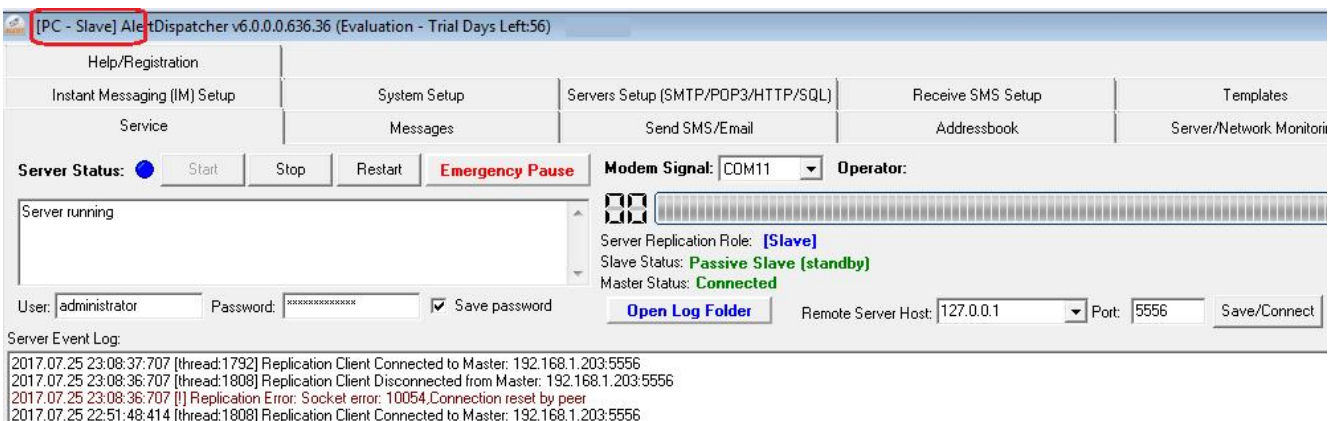 [PC - Slave] AlertDispatcher v6.0.0.0.636.36 (Evaluation - Trial Days Left:56)
Help/Registration
Instant Messaging (IM) Setup System Setup Servers Setup (SMTP/POP3/HTTP/SQL) Receive SMS Setup Templates
Service Messages Send SMS/Email Addressbook Server/Network Monitorin
Server Status: Start Stop Restart Emergency Pause Modem Signal: COM11 Operator:
Server running
Server Replication Role: [Slave]
Slave Status: Passive Slave (standby)
Master Status: Connected
User: administrator Password: ************* Save password Open Log Folder Remote Server Host: 127.0.0.1 Port: 5556 Save/Connect
Server Event Log:
2017.07.25 23:08:37:707 [thread:1792] Replication Client Connected to Master: 192.168.1.203:5556
2017.07.25 23:08:36:707 [thread:1808] Replication Client Disconnected from Master: 192.168.1.203:5556
2017.07.25 23:08:36:707 [!] Replication Error: Socket error: 10054,Connection reset by peer
2017.07.25 22:51:48:414 [thread:1808] Replication Client Connected to Master: 192.168.1.203:5556